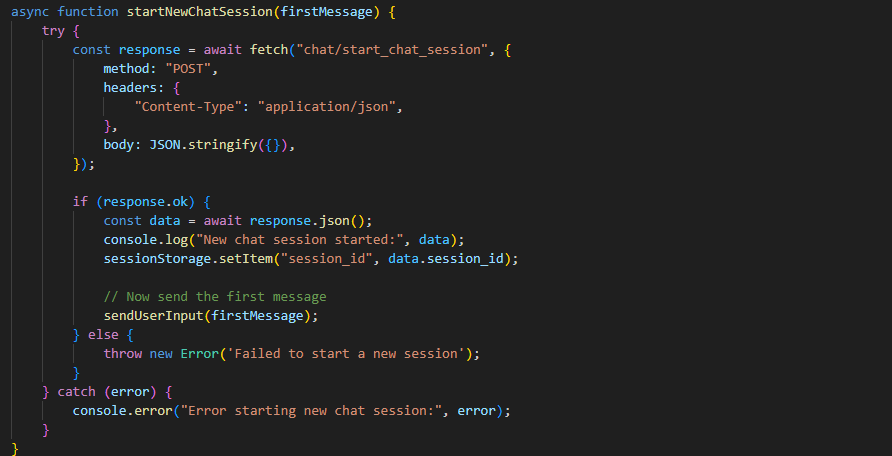 async function startNewChatSession(firstMessage) {
    try {
        const response = await fetch("chat/start_chat_session", {
            method: "POST",
            headers: {
                "Content-Type": "application/json",
            },
            body: JSON.stringify({}),
        });

        if (response.ok) {
            const data = await response.json();
            console.log("New chat session started:", data);
            sessionStorage.setItem("session_id", data.session_id);

            // Now send the first message
            sendUserInput(firstMessage);
        } else {
            throw new Error('Failed to start a new session');
        }
    } catch (error) {
        console.error("Error starting new chat session:", error);
    }
}